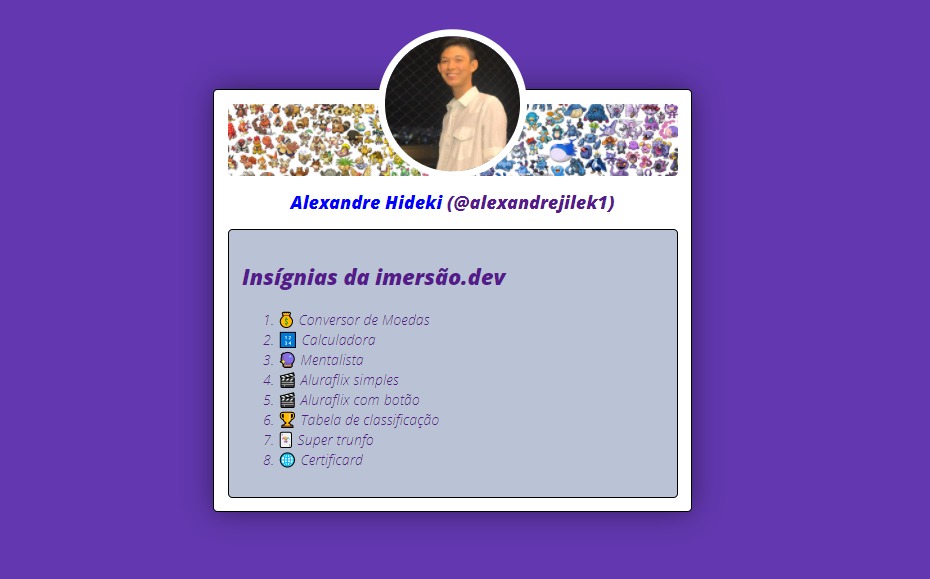 Alexandre Hideki (@alexandrejilek1)
Insígnias da imersão.dev
1. 💰 Conversor de Moedas
2. 🔢 Calculadora
3. 🔮 Mentalista
4. 🎬 Aluraflix simples
5. 🎬 Aluraflix com botão
6. 🏆 Tabela de classificação
7. 🃏 Super trunfo
8. 🌐 Certificard